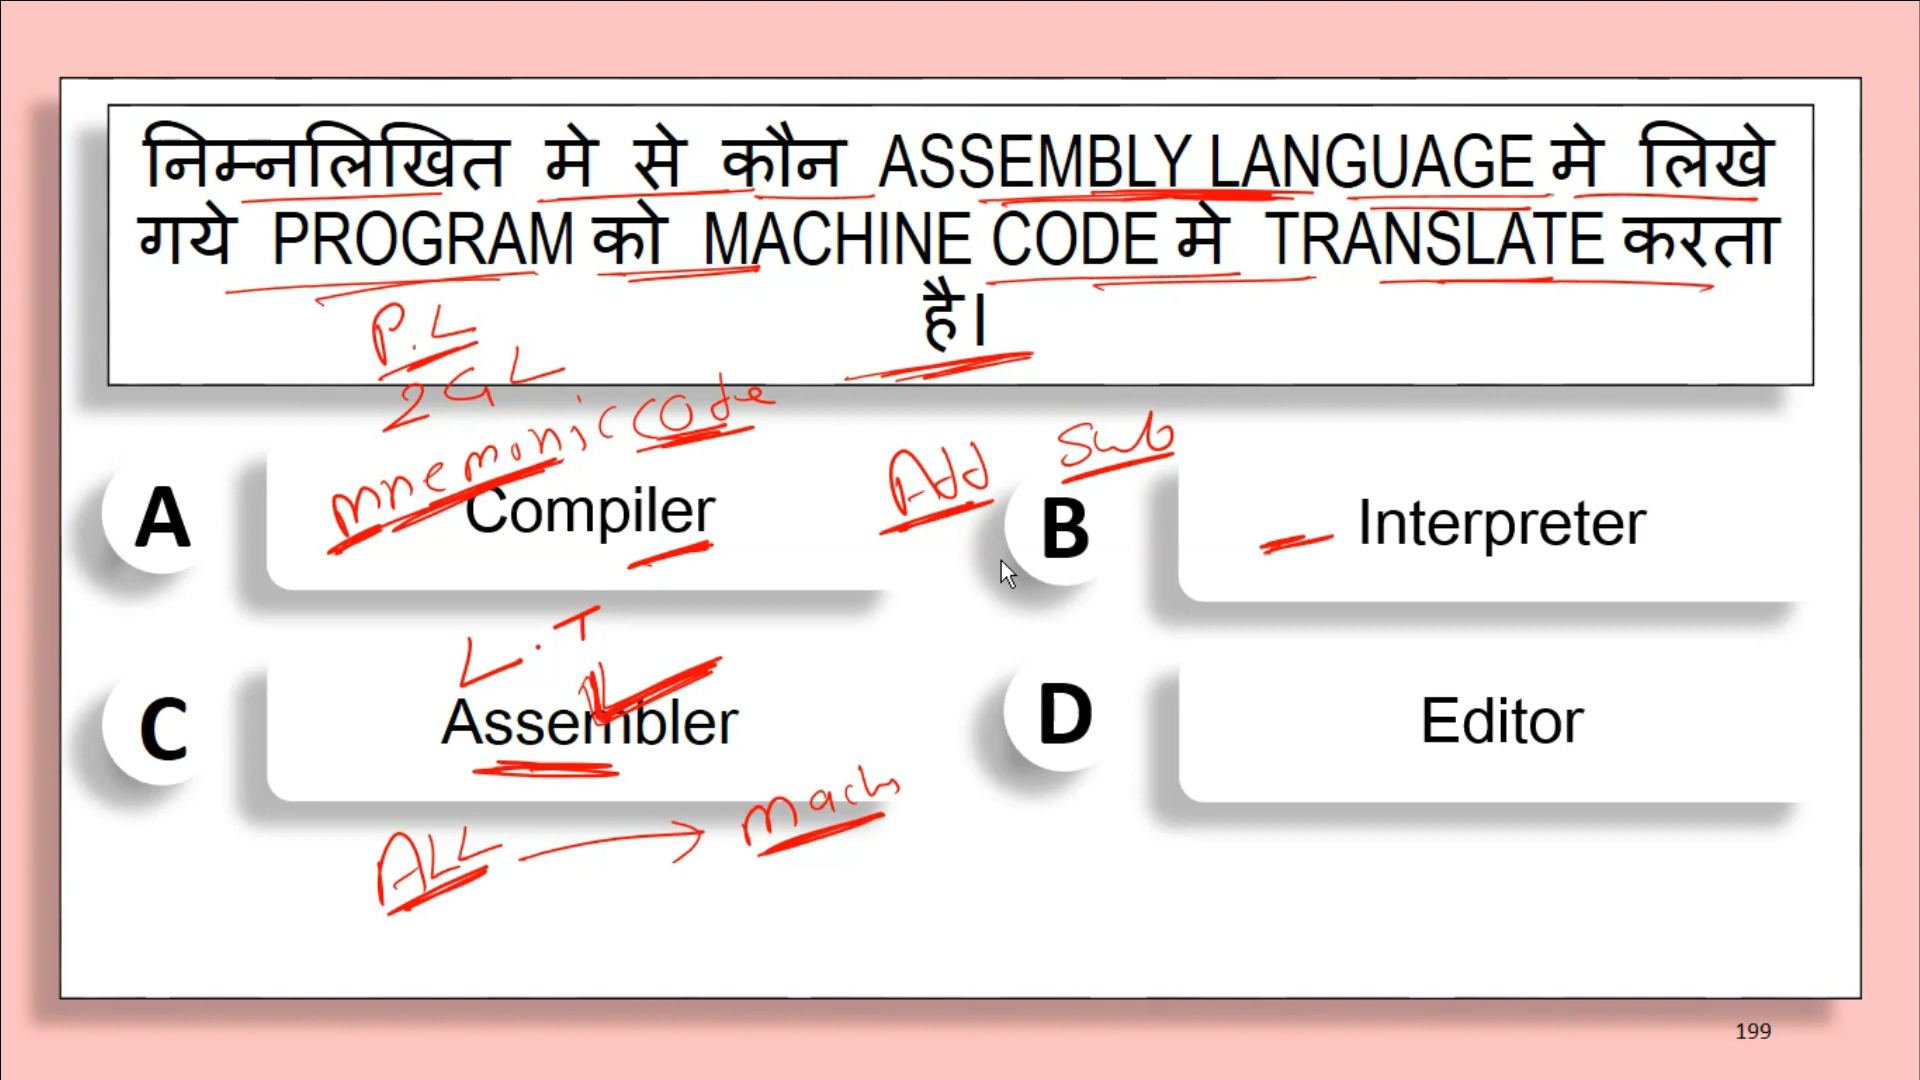 निम्नलिखित मे से कौन ASSEMBLY LANGUAGE मे लिखे
गये PROGRAM को MACHINE CODE मे TRANSLATE करता
है।
P.L
2GL
mnemonic code
Add
Sub
A
Compiler
B
Interpreter
L.T
C
Assembler
D
Editor
ALL → 
199